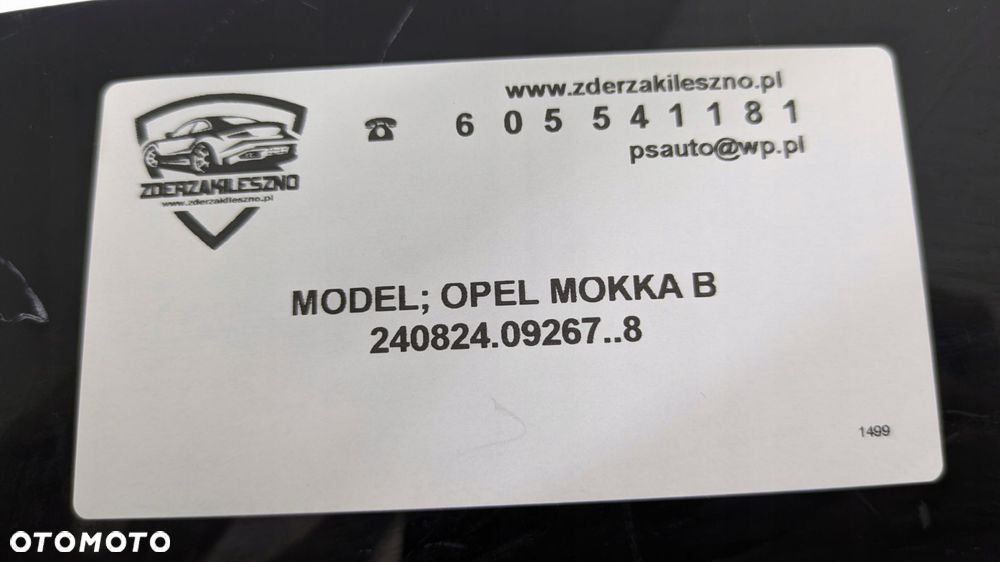 www.zderzakileszno.pl
☎ 6 0 5 5 4 1 1 8 1
psauto@wp.pl
ZDERZAKILESZNO
www.zderzakileszno.pl
MODEL; OPEL MOKKA B
240824.09267..8
1499
OTOMOTO